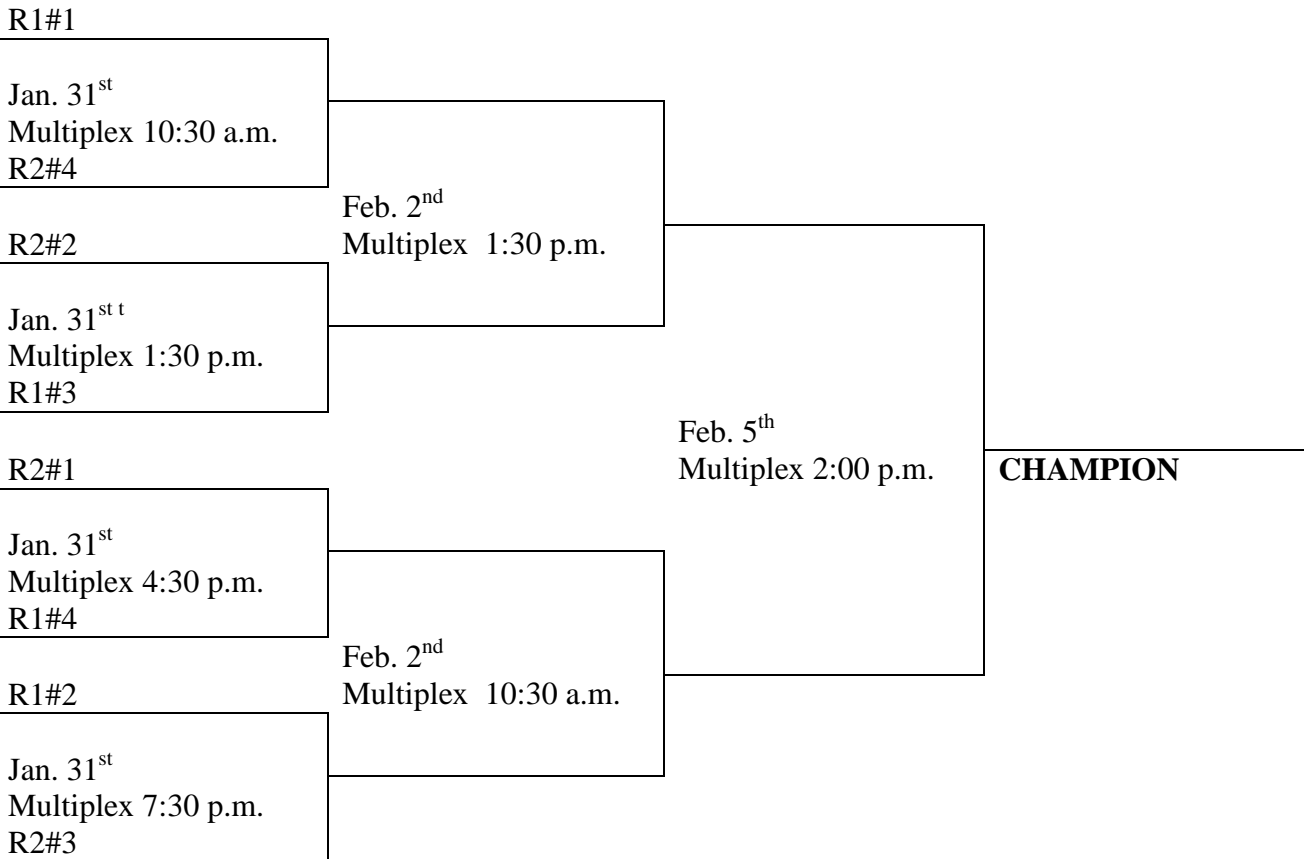 R1#1
Jan. 31st
Multiplex 10:30 a.m.
R2#4
Feb. 2nd
Multiplex 1:30 p.m.
R2#2
Jan. 31st t
Multiplex 1:30 p.m.
R1#3
Feb. 5th
Multiplex 2:00 p.m.
CHAMPION
R2#1
Jan. 31st
Multiplex 4:30 p.m.
R1#4
Feb. 2nd
Multiplex 10:30 a.m.
R1#2
Jan. 31st
Multiplex 7:30 p.m.
R2#3